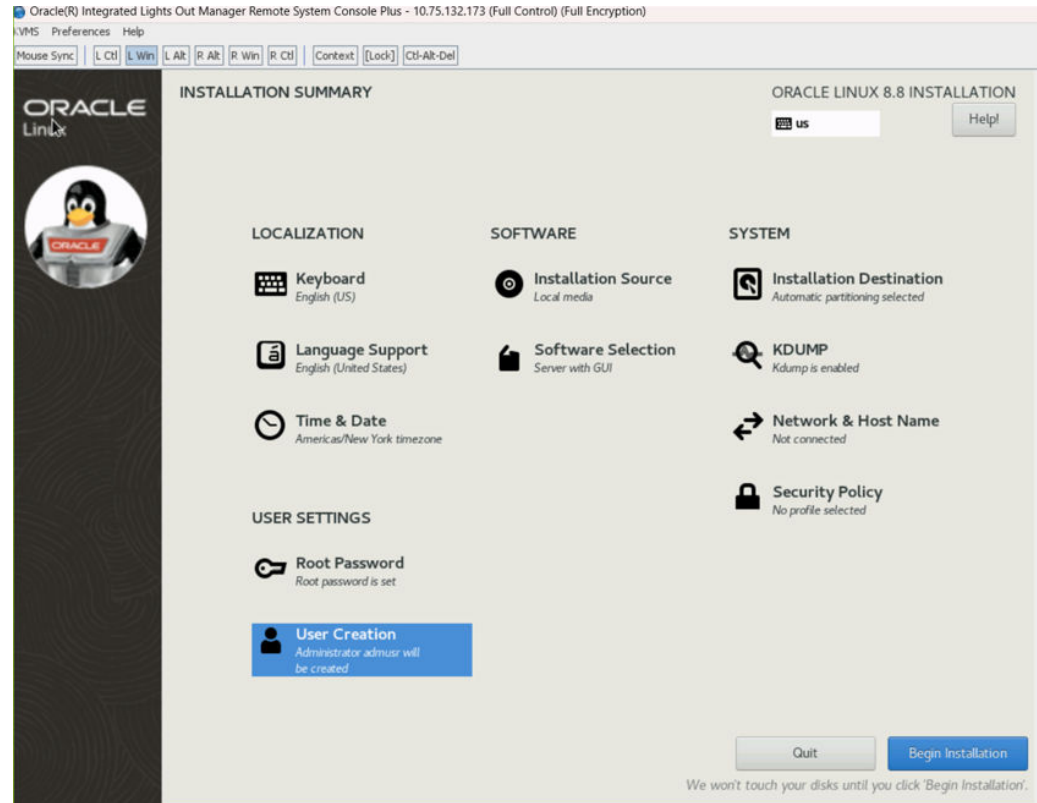 Oracle(R) Integrated Lights Out Manager Remote System Console Plus - 10.75.132.173 (Full Control) (Full Encryption)
KVMS Preferences Help
Mouse Sync L Ctl L Win L Alt R Alt R Win R Ctl Context [Lock] Ctl-Alt-Del
ORACLE
Linux
INSTALLATION SUMMARY
ORACLE LINUX 8.8 INSTALLATION
us
Help!
ORACLE
LOCALIZATION
Keyboard
English (US)
Language Support
English (United States)
Time & Date
Americas/New York timezone
SOFTWARE
Installation Source
Local media
Software Selection
Server with GUI
SYSTEM
Installation Destination
Automatic partitioning selected
KDUMP
Kdump is enabled
Network & Host Name
Not connected
Security Policy
No profile selected
USER SETTINGS
Root Password
Root password is set
User Creation
Administrator admusr will
be created
Quit
Begin Installation
We won't touch your disks until you click 'Begin Installation'.